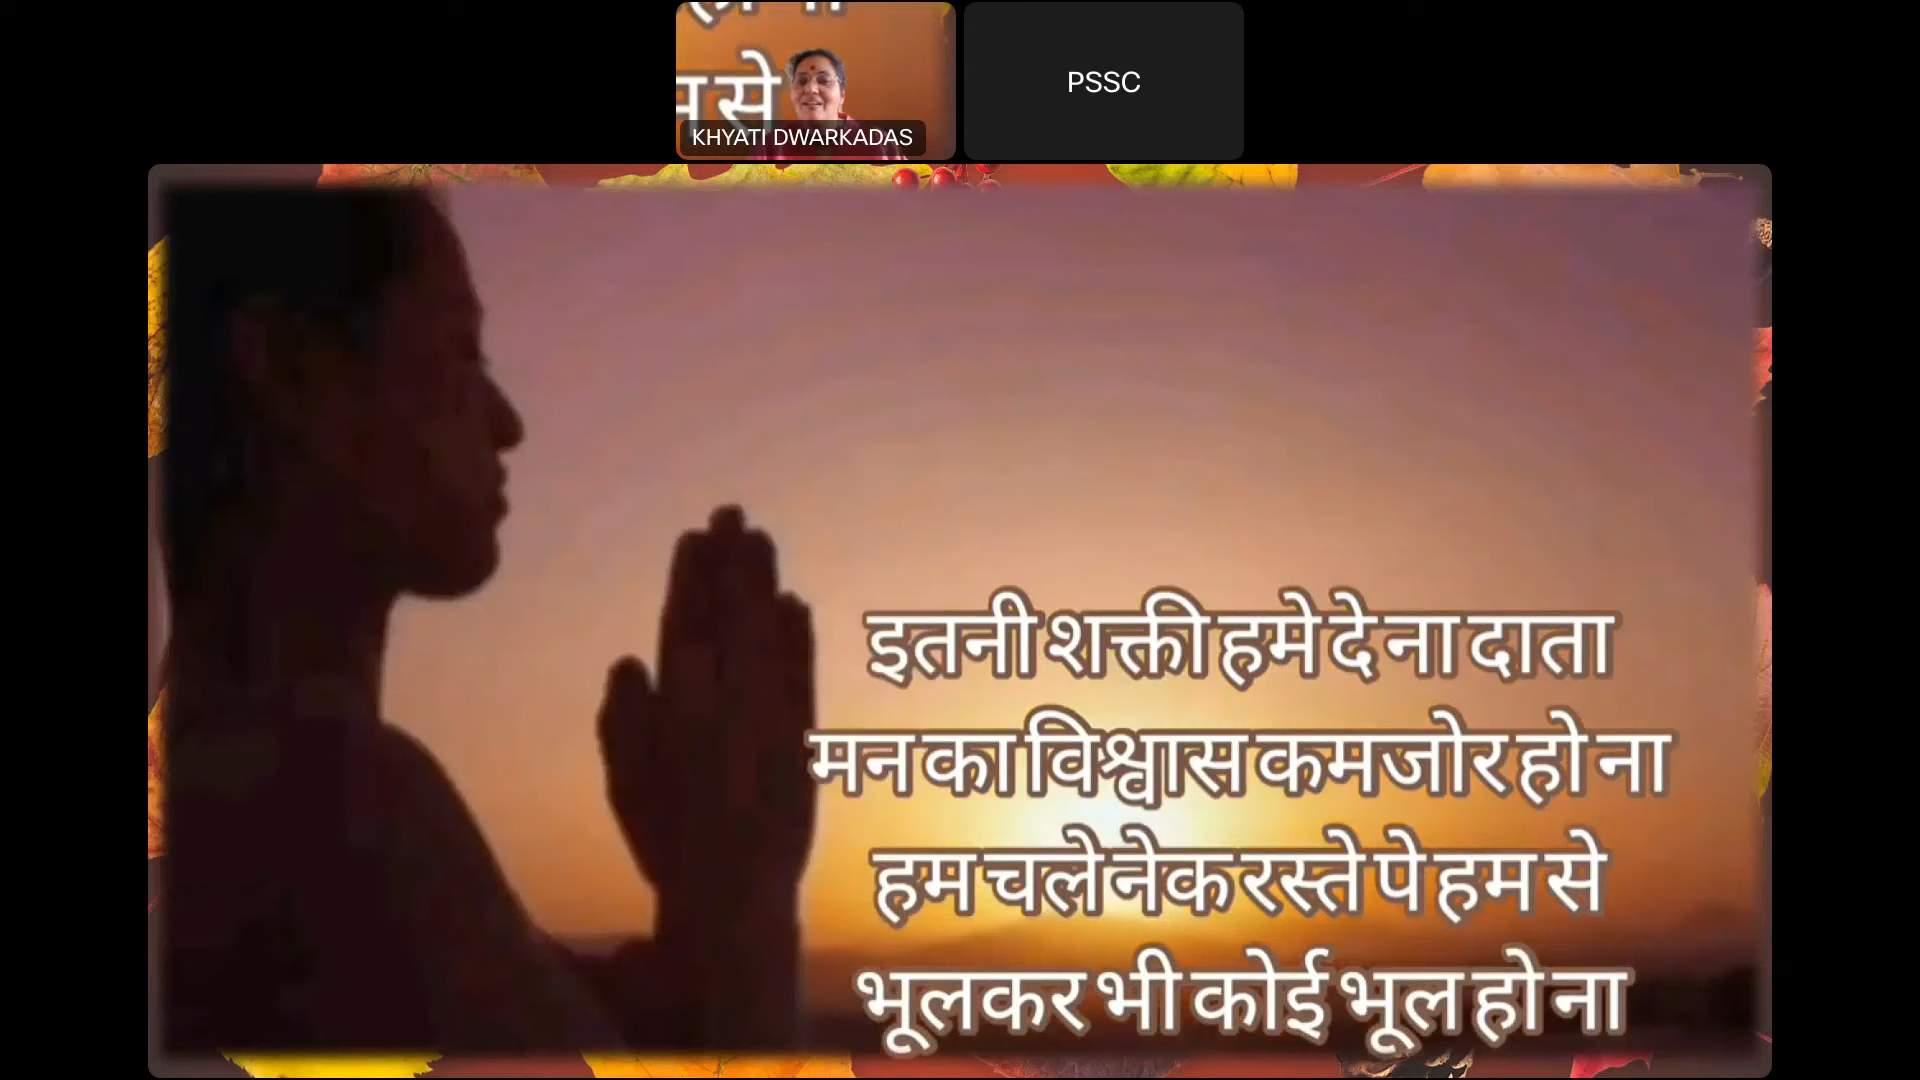 न से
KHYATI DWARKADAS
PSSC
इतनी शक्ती हमे दे ना दाता
मन का विश्वास कमजोर हो ना
हम चले नेक रस्ते पे हम से
भूलकर भी कोई भूल हो ना